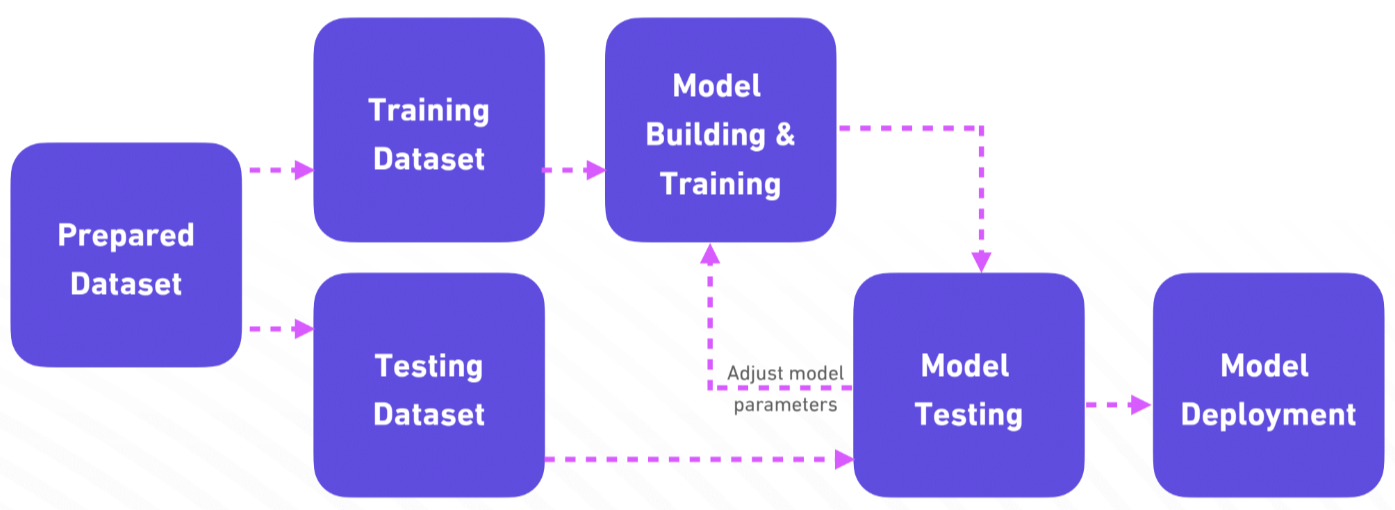 Prepared
Dataset
Training
Dataset
Testing
Dataset
Model
Building &
Training
Adjust model
parameters
Model
Testing
Model
Deployment